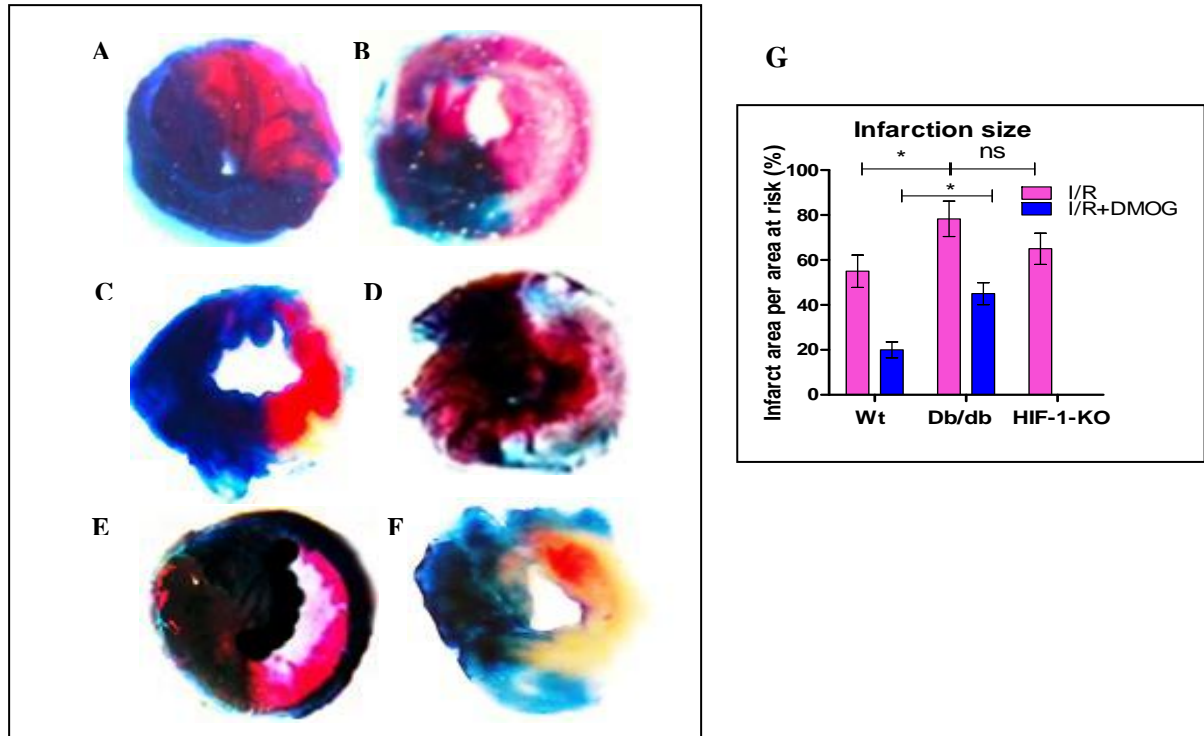 A
B
C
D
E
F
G
Infarction size
*
ns
*
I/R
I/R+DMOG
Infarct area per area at risk (%)
100
80
60
40
20
0
Wt
Db/db
HIF-1-KO